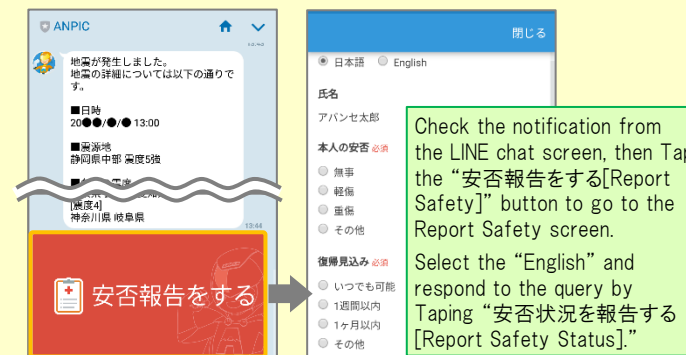 ANPIC
地震が発生しました。
地震の詳細については以下の通りで
す。
■日時
20●●/●/● 13:00
■震源地
静岡県中部 震度5強
[震度4]
神奈川県 岐阜県
13:44
安否報告をする
閉じる
日本語 English
氏名
アバンセ太郎
本人の安否 必須
無事
軽傷
重傷
その他
復帰見込み 必須
いつでも可能
1週間以内
1ヶ月以内
その他
Check the notification from
the LINE chat screen, then Tap
the “安否報告をする[Report
Safety]” button to go to the
Report Safety screen.
Select the “English” and
respond to the query by
Taping “安否状況を報告する
[Report Safety Status].”